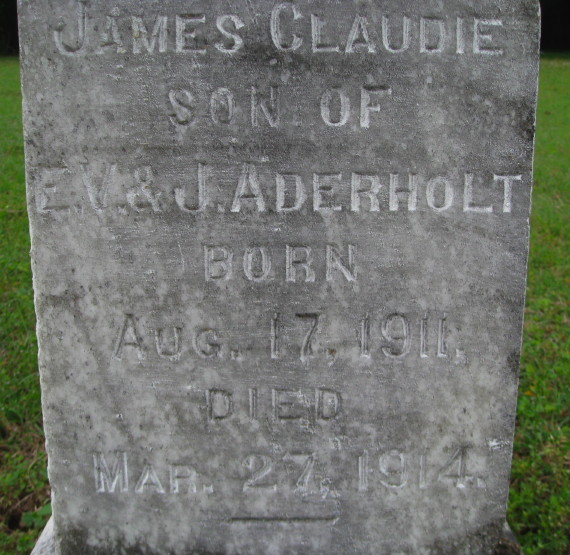 James Claudie
Son of
E.V. & J. Aderholt
Born
Aug. 17, 1911.
Died
Mar. 27, 1914.